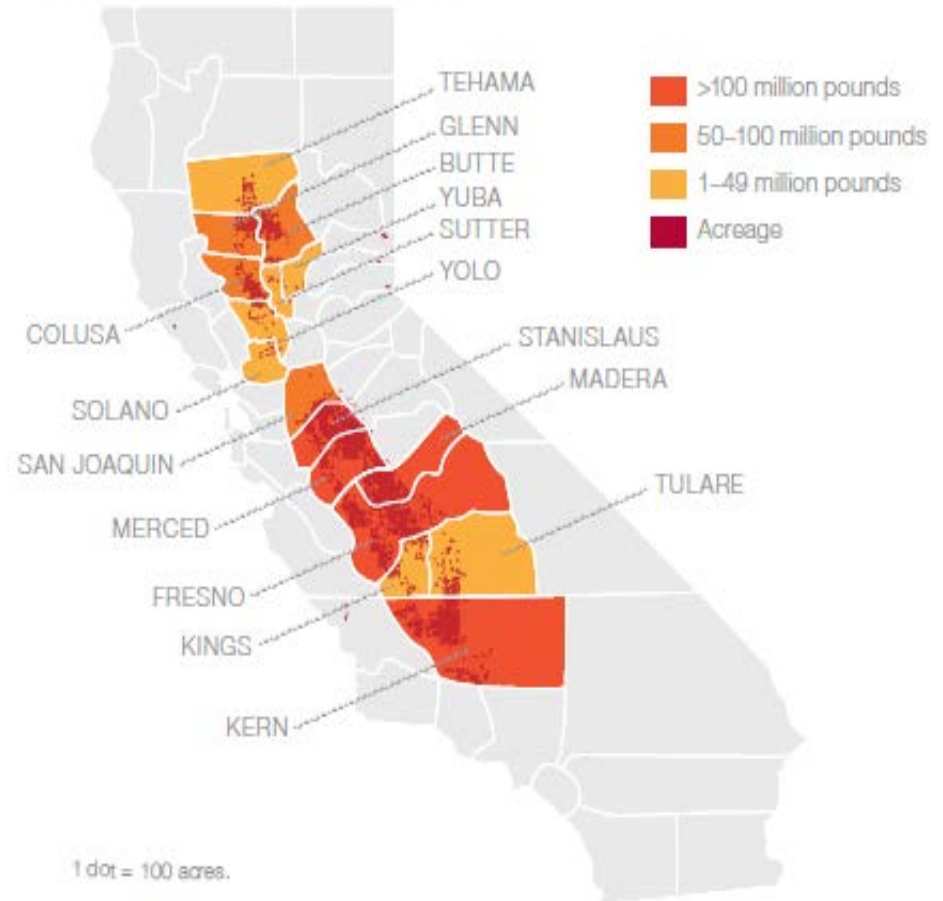 TEHAMA
GLENN
BUTTE
YUBA
SUTTER
YOLO
>100 million pounds
50–100 million pounds
1–49 million pounds
Acreage
COLUSA
SOLANO
SAN JOAQUIN
MERCED
FRESNO
KINGS
KERN
STANISLAUS
MADERA
TULARE
1 dot = 100 acres.